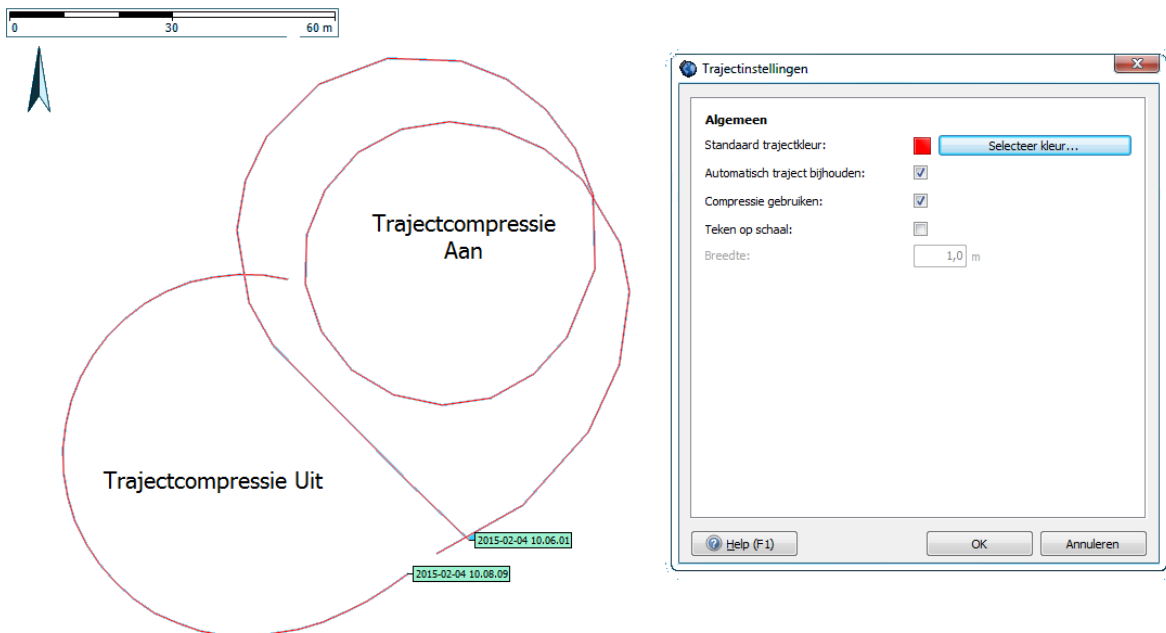 0 30 60 m
Trajectcompressie
Aan
Trajectcompressie Uit
2015-02-04 10.06.01
2015-02-04 10.08.09
Trajectinstellingen
Algemeen
Standaard trajectkleur:
Selecteer kleur...
Automatisch traject bijhouden:
Compressie gebruiken:
Teken op schaal:
Breedte: 1,0 m
Help (F1) OK Annuleren